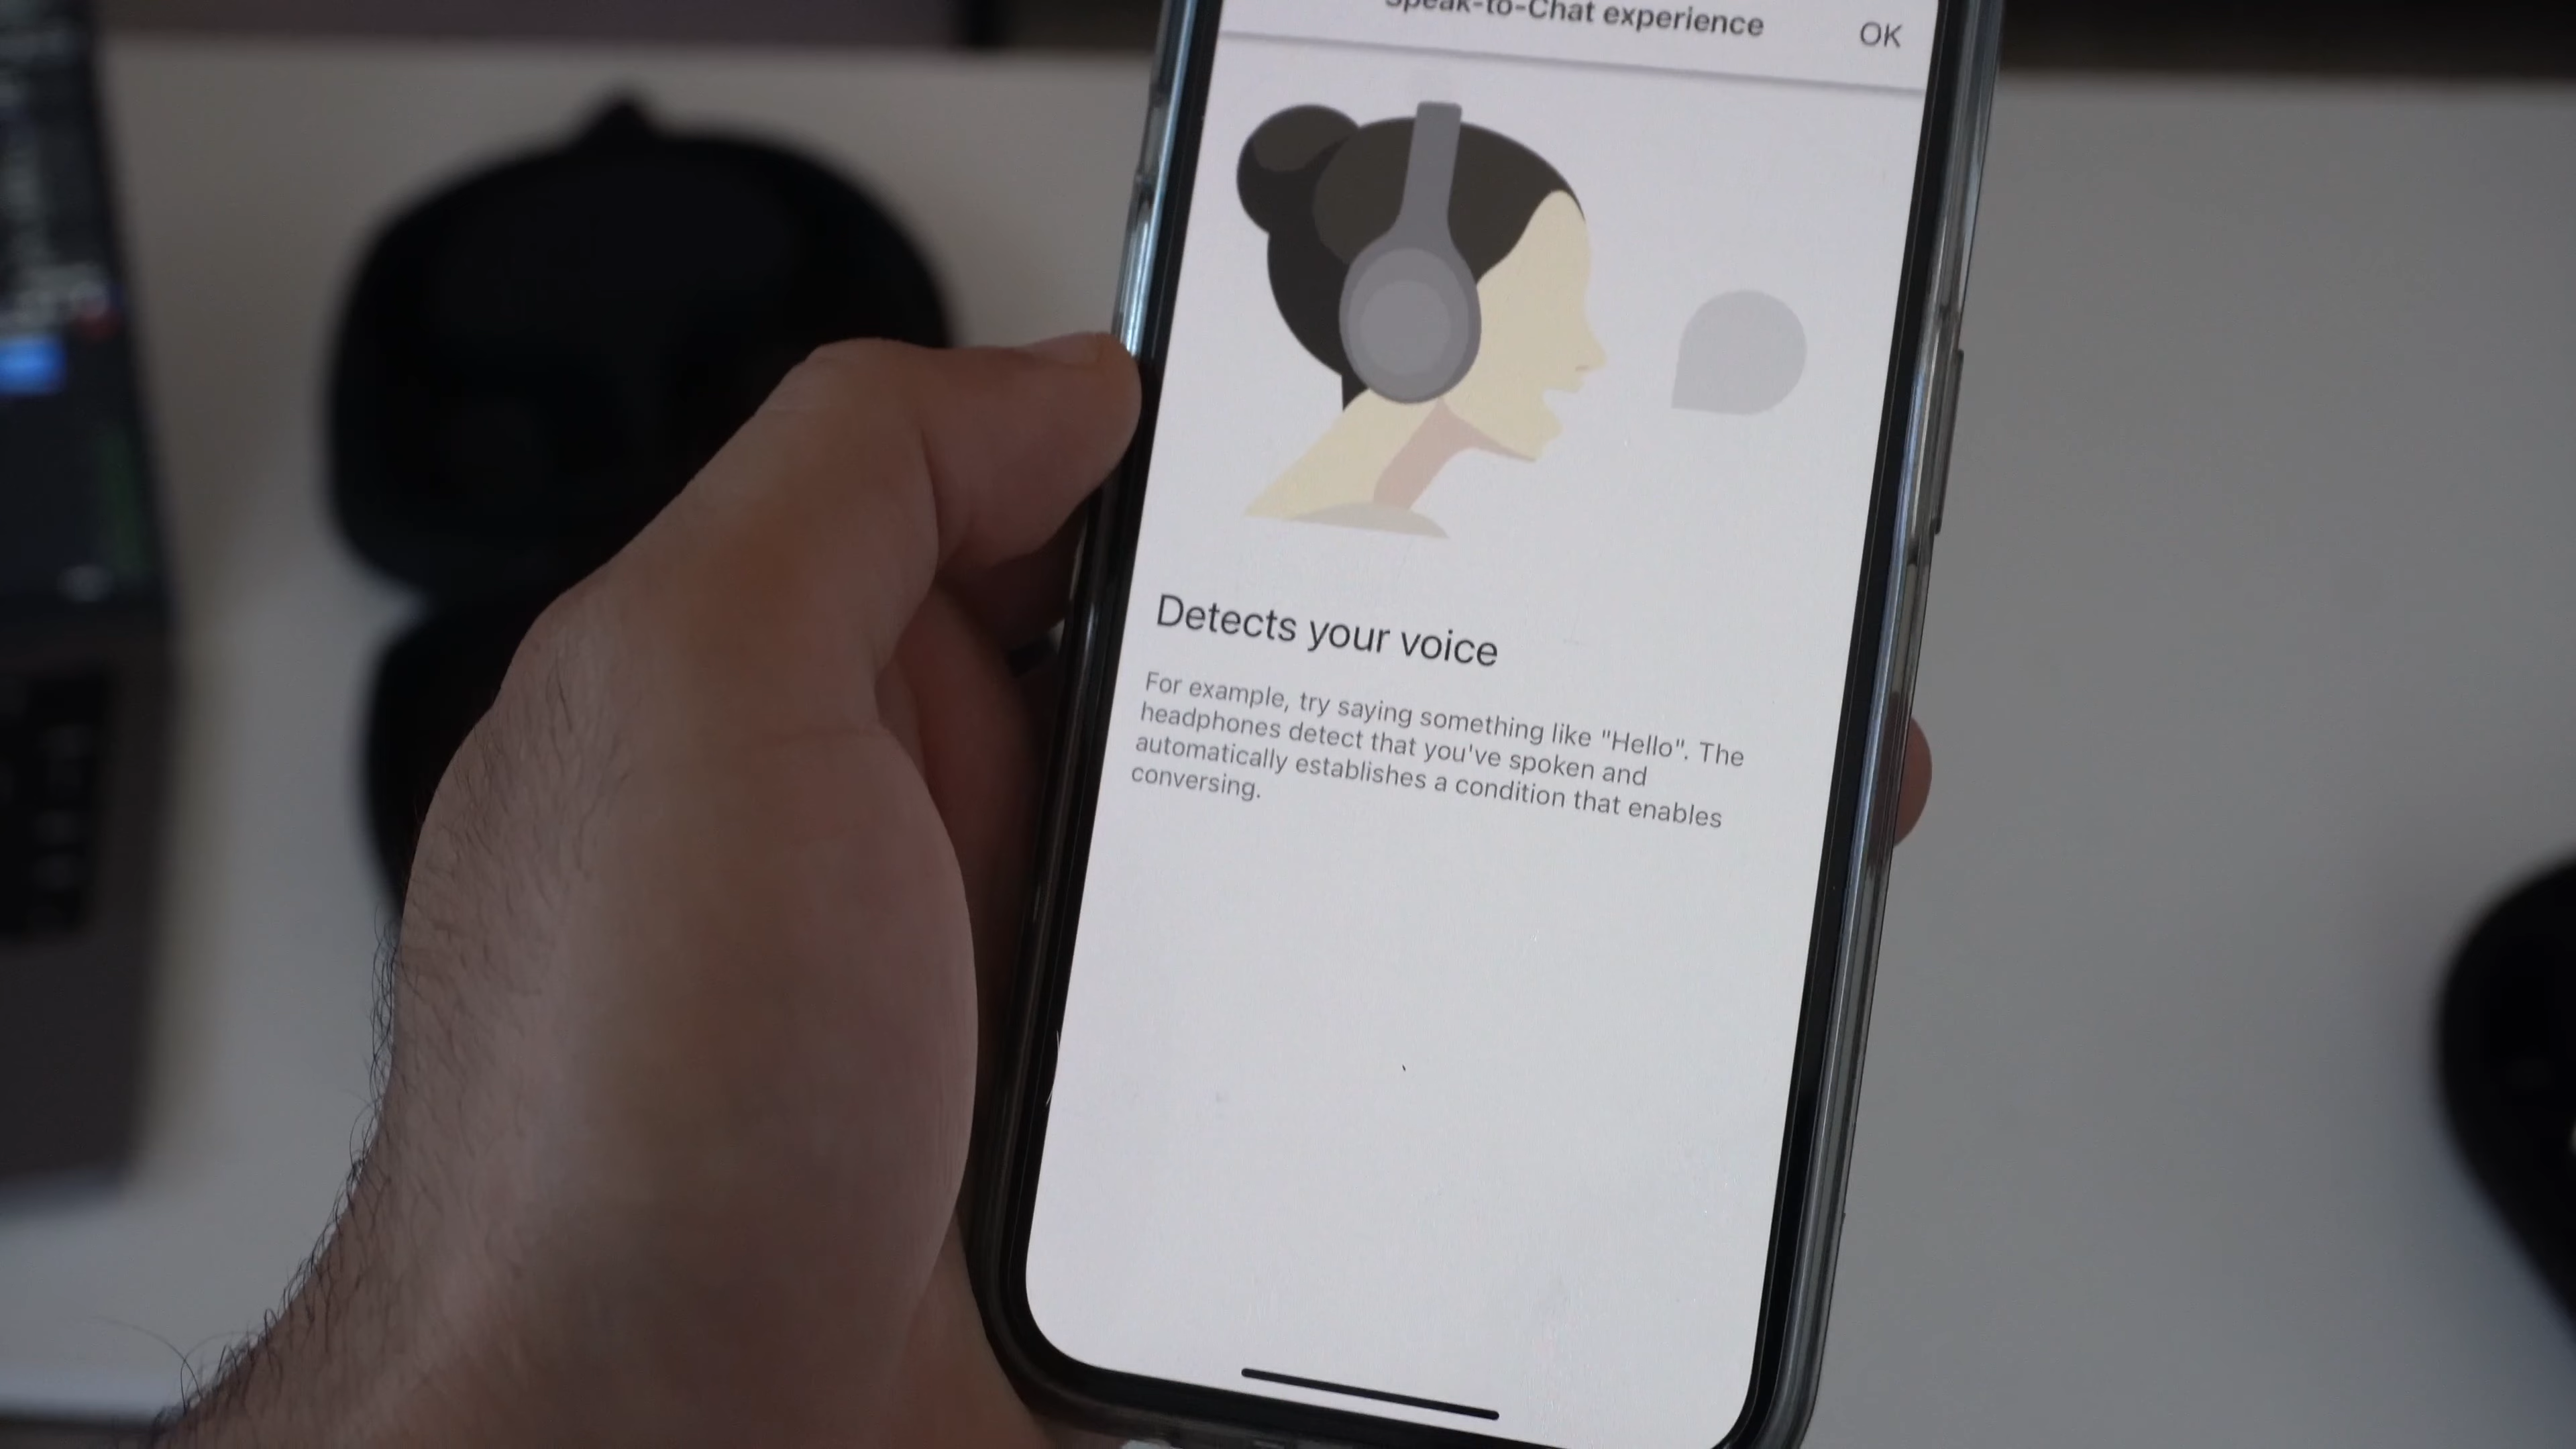 Speak-to-Chat experience
OK
Detects your voice
For example, try saying something like "Hello". The
headphones detect that you've spoken and
automatically establishes a condition that enables
conversing.